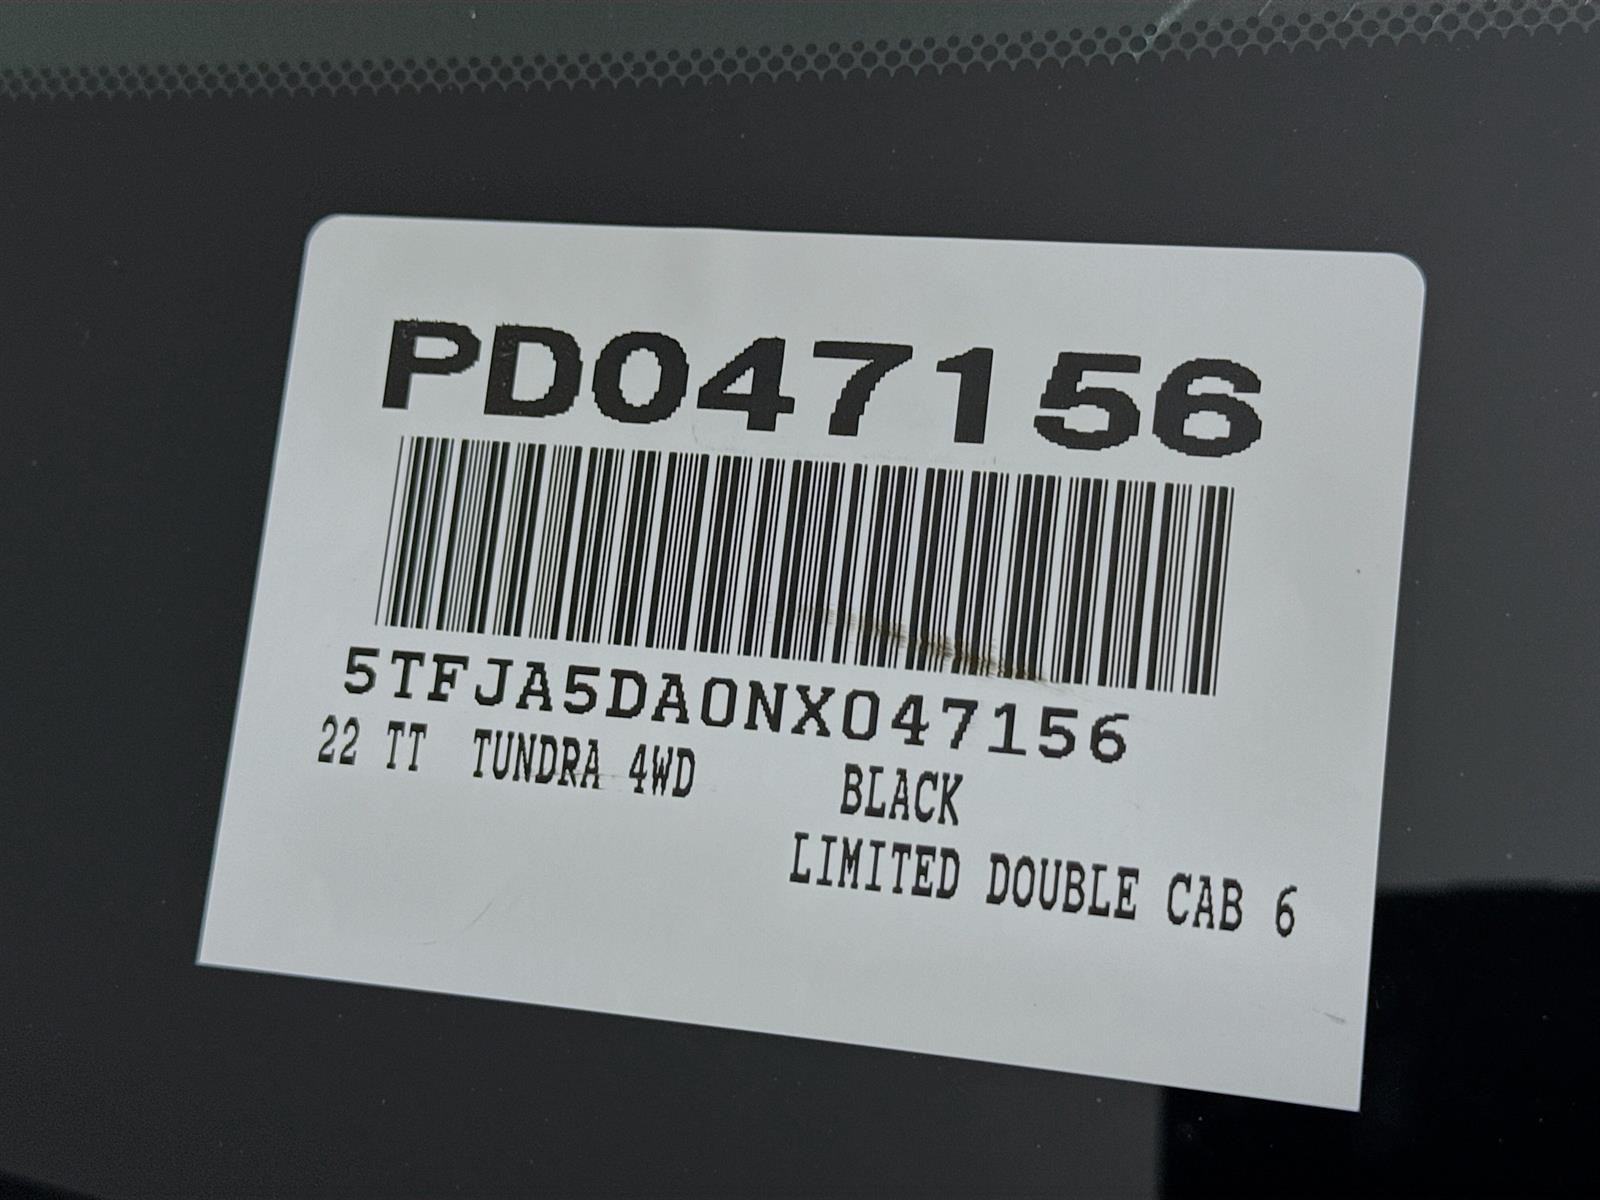 PD047156
5TFJA5DA0NX047156
22 TT TUNDRA 4WD BLACK
LIMITED DOUBLE CAB 6